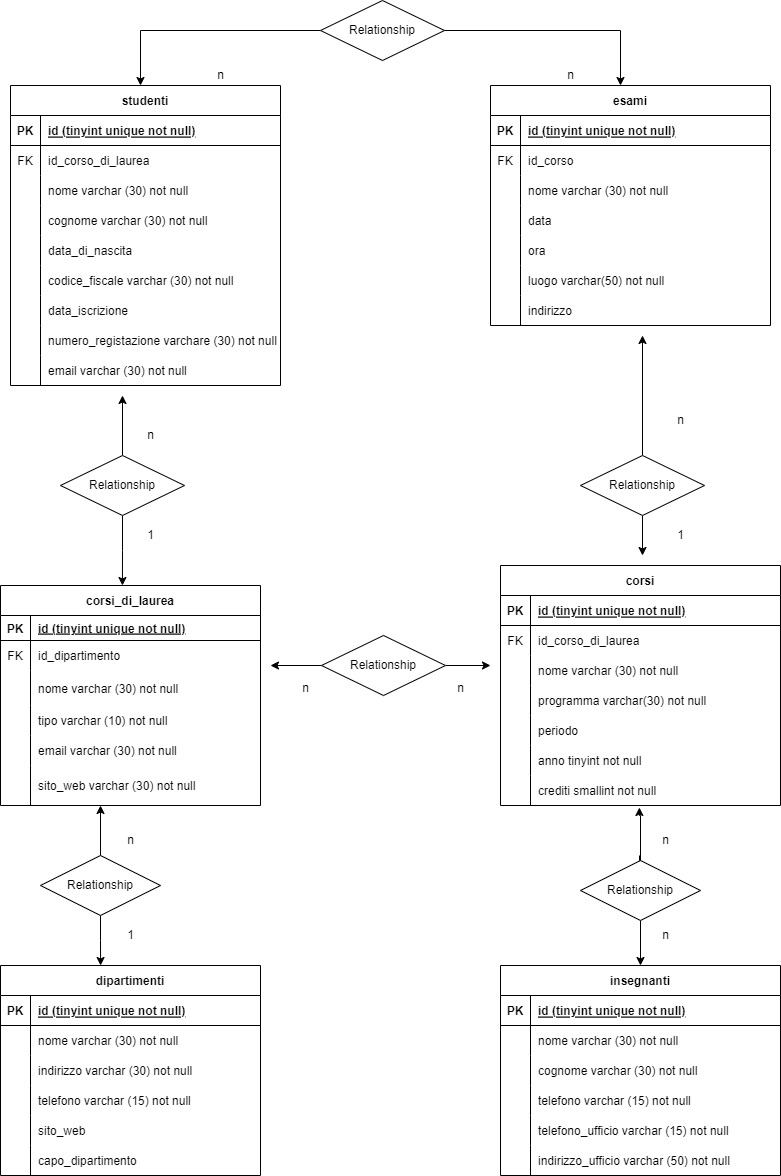 Relationship
n
n
studenti
PK id (tinyint unique not null)
FK id_corso_di_laurea
nome varchar (30) not null
cognome varchar (30) not null
data_di_nascita
codice_fiscale varchar (30) not null
data_iscrizione
numero_registazione varchare (30) not null
email varchar (30) not null
esami
PK id (tinyint unique not null)
FK id_corso
nome varchar (30) not null
data
ora
luogo varchar(50) not null
indirizzo
n
Relationship
1
n
Relationship
1
corsi_di_laurea
PK id (tinyint unique not null)
FK id_dipartimento
nome varchar (30) not null
tipo varchar (10) not null
email varchar (30) not null
sito_web varchar (30) not null
Relationship
n
n
corsi
PK id (tinyint unique not null)
FK id_corso_di_laurea
nome varchar (30) not null
programma varchar(30) not null
periodo
anno tinyint not null
crediti smallint not null
n
Relationship
1
n
Relationship
n
dipartimenti
PK id (tinyint unique not null)
nome varchar (30) not null
indirizzo varchar (30) not null
telefono varchar (15) not null
sito_web
capo_dipartimento
insegnanti
PK id (tinyint unique not null)
nome varchar (30) not null
cognome varchar (30) not null
telefono varchar (15) not null
telefono_ufficio varchar (15) not null
indirizzo_ufficio varchar (50) not null